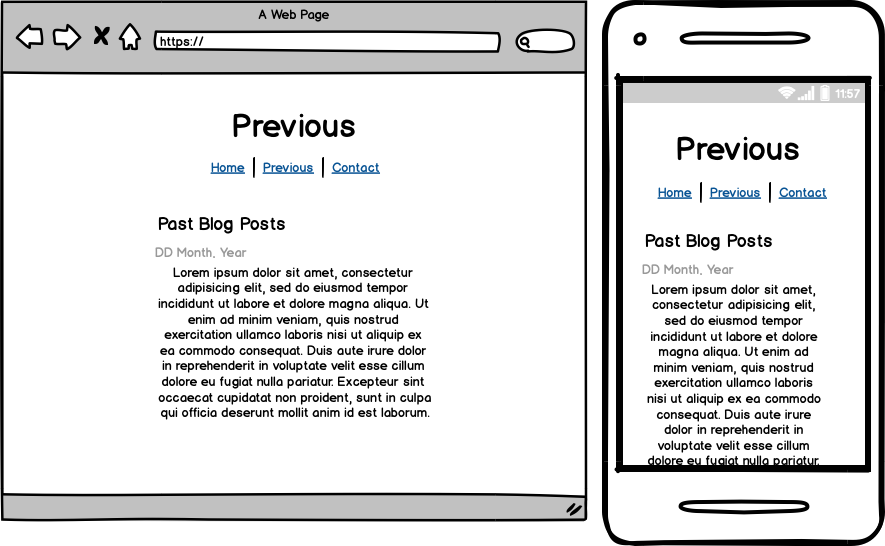 A Web Page
https://
Previous
Home Previous Contact
Past Blog Posts
DD Month, Year
Lorem ipsum dolor sit amet, consectetur
adipisicing elit, sed do eiusmod tempor
incididunt ut labore et dolore magna aliqua. Ut
enim ad minim veniam, quis nostrud
exercitation ullamco laboris nisi ut aliquip ex
ea commodo consequat. Duis aute irure dolor
in reprehenderit in voluptate velit esse cillum
dolore eu fugiat nulla pariatur. Excepteur sint
occaecat cupidatat non proident, sunt in culpa
qui officia deserunt mollit anim id est laborum.
11:57
Previous
Home Previous Contact
Past Blog Posts
DD Month, Year
Lorem ipsum dolor sit amet,
consectetur adipisicing elit,
sed do eiusmod tempor
incididunt ut labore et dolore
magna aliqua. Ut enim ad
minim veniam, quis nostrud
exercitation ullamco laboris
nisi ut aliquip ex ea commodo
consequat. Duis aute irure
dolor in reprehenderit in
voluptate velit esse cillum
dolore eu fugiat nulla pariatur.